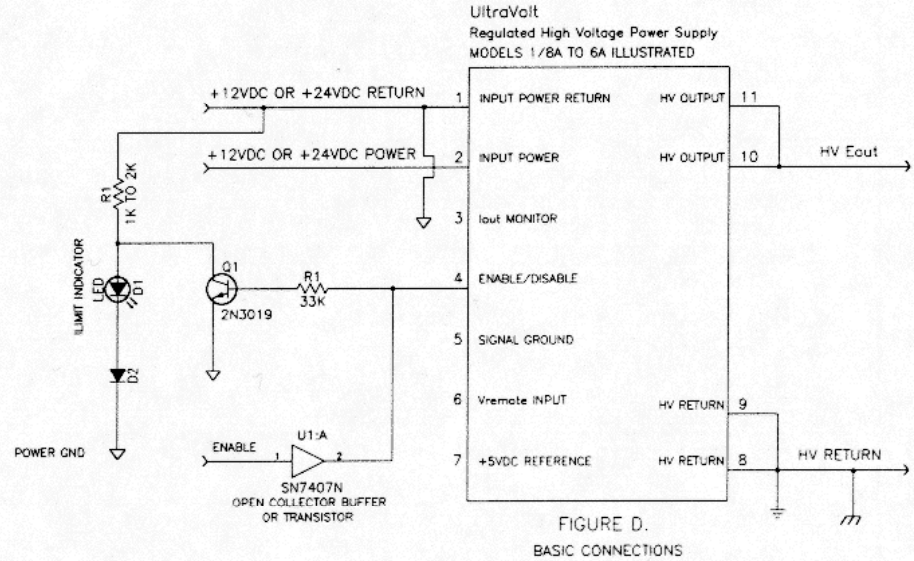 UltraVolt
Regulated High Voltage Power Supply
MODELS 1/8A TO 6A ILLUSTRATED
+12VDC OR +24VDC RETURN
1
INPUT POWER RETURN
HV OUTPUT
11
+12VDC OR +24VDC POWER
2
INPUT POWER
HV OUTPUT
10
HV Eout
R1
1K TO 2K
3
Iout MONITOR
ILIMIT INDICATOR
LED
D1
Q1
2N3019
R1
33K
4
ENABLE/DISABLE
5
SIGNAL GROUND
D2
6
Vremote INPUT
HV RETURN
9
POWER GND
ENABLE
1
U1:A
2
7
+5VDC REFERENCE
HV RETURN
8
HV RETURN
SN7407N
OPEN COLLECTOR BUFFER
OR TRANSISTOR
FIGURE D.
BASIC CONNECTIONS